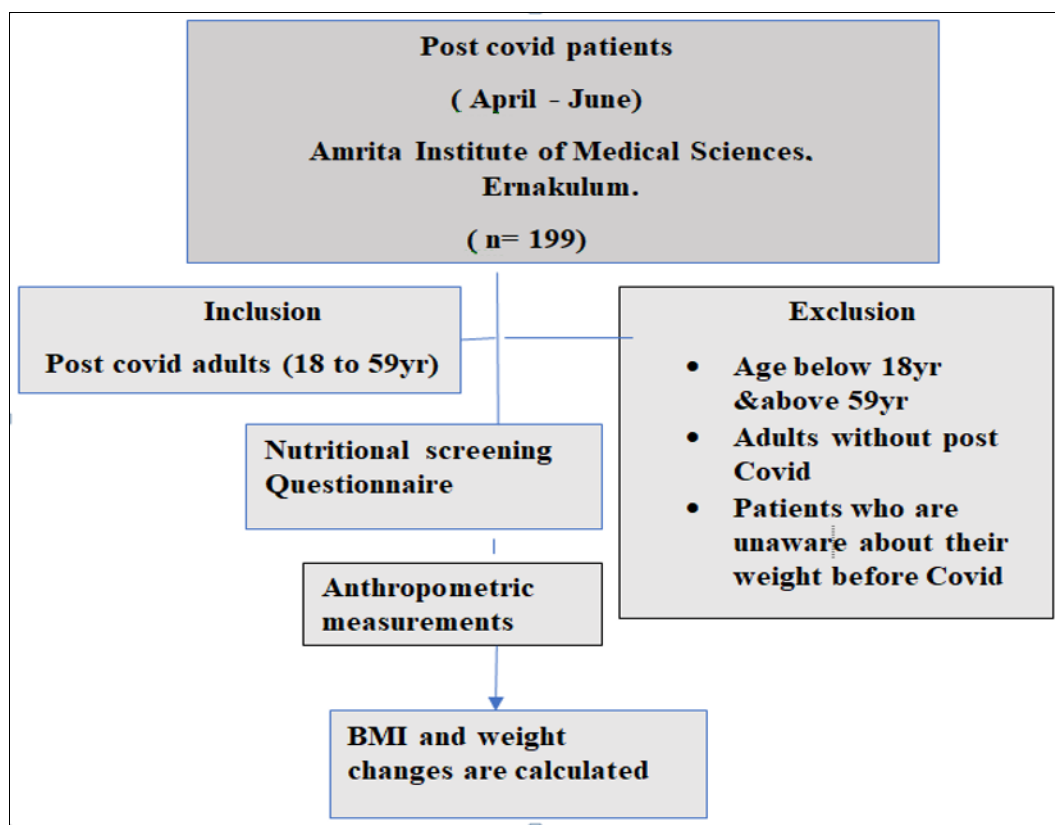 Post covid patients
( April - June)
Amrita Institute of Medical Sciences.
Ernakulum.
( n= 199)
Inclusion
Post covid adults (18 to 59yr)
Exclusion
• Age below 18yr
&above 59yr
• Adults without post
Covid
• Patients who are
unaware about their
weight before Covid
Nutritional screening
Questionnaire
Anthropometric
measurements
BMI and weight
changes are calculated